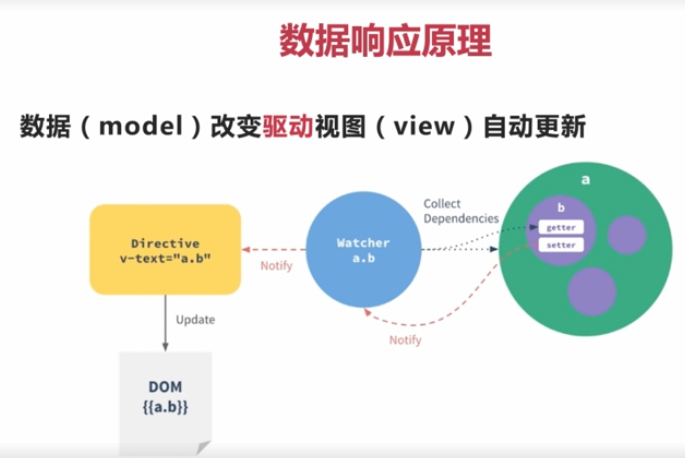 数据响应原理
数据（model）改变驱动视图（view）自动更新
a
b
getter
setter
Collect
Dependencies
Watcher
a.b
Directive
v-text="a.b"
Notify
Notify
Update
DOM
{{a.b}}